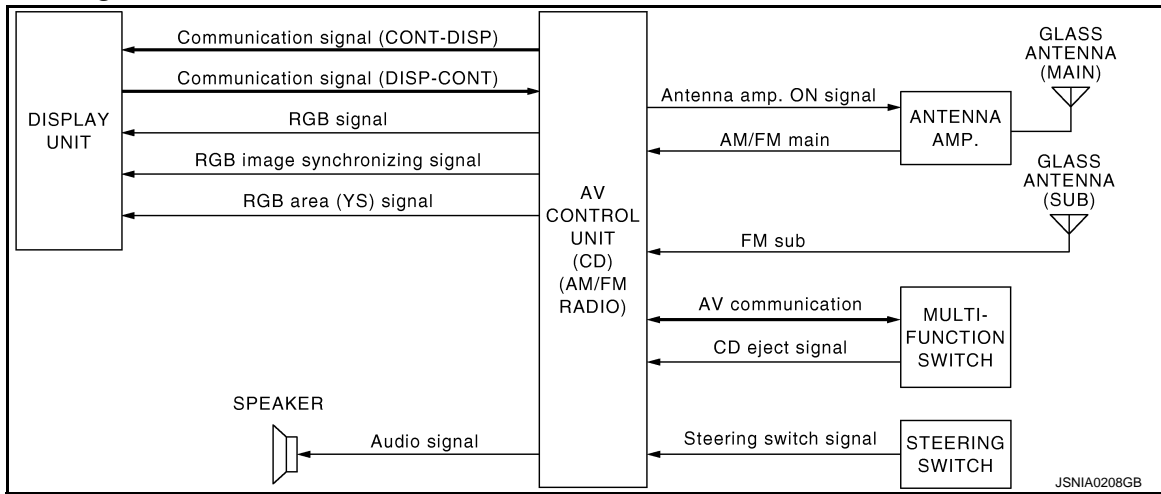 Communication signal (CONT-DISP)
Communication signal (DISP-CONT)
DISPLAY
UNIT
RGB signal
RGB image synchronizing signal
RGB area (YS) signal
SPEAKER
Audio signal
AV
CONTROL
UNIT
(CD)
(AM/FM
RADIO)
GLASS
ANTENNA
(MAIN)
Antenna amp. ON signal
ANTENNA
AMP.
AM/FM main
GLASS
ANTENNA
(SUB)
FM sub
AV communication
MULTI-
FUNCTION
SWITCH
CD eject signal
Steering switch signal
STEERING
SWITCH
JSNIA0208GB